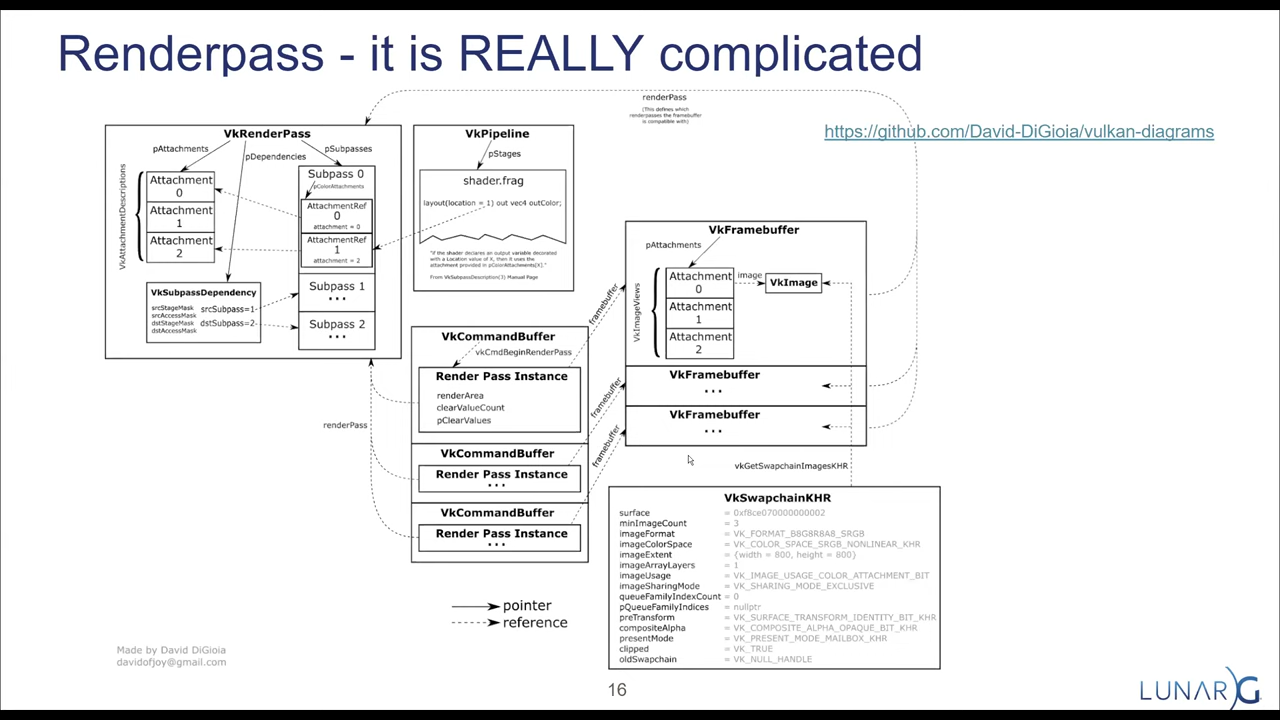 Renderpass - it is REALLY complicated
renderPass
(This defines which
renderpasses the framebuffer
is compatible with)
https://github.com/David-DiGioia/vulkan-diagrams
VkRenderPass
pAttachments
pDependencies
pSubpasses
VkAttachmentDescriptions
Attachment
0
Attachment
1
Attachment
2
Subpass 0
pColorAttachments
AttachmentRef
0
attachment = 0
AttachmentRef
1
attachment = 2
Subpass 1
...
Subpass 2
...
VkSubpassDependency
srcStageMask
srcAccessMask
dstStageMask
dstAccessMask
srcSubpass=1
dstSubpass=2
VkPipeline
pStages
shader.frag
layout(location = 1) out vec4 outColor;
"If the shader declares an output variable decorated
with a Location value of X, then it uses the
attachment provided in pColorAttachments[X]."
From VkSubpassDescription(3) Manual Page
VkCommandBuffer
vkCmdBeginRenderPass
Render Pass Instance
renderArea
clearValueCount
pClearValues
VkCommandBuffer
Render Pass Instance
...
VkCommandBuffer
Render Pass Instance
...
renderPass
framebuffer
framebuffer
framebuffer
VkFramebuffer
pAttachments
VkImageViews
Attachment
0
Attachment
1
Attachment
2
image
VkImage
VkFramebuffer
...
VkFramebuffer
...
vkGetSwapchainImagesKHR
VkSwapchainKHR
surface = 0xf8ce070000000002
minImageCount = 3
imageFormat = VK_FORMAT_B8G8R8A8_SRGB
imageColorSpace = VK_COLOR_SPACE_SRGB_NONLINEAR_KHR
imageExtent = {width = 800, height = 800}
imageArrayLayers = 1
imageUsage = VK_IMAGE_USAGE_COLOR_ATTACHMENT_BIT
imageSharingMode = VK_SHARING_MODE_EXCLUSIVE
queueFamilyIndexCount = 0
pQueueFamilyIndices = nullptr
preTransform = VK_SURFACE_TRANSFORM_IDENTITY_BIT_KHR
compositeAlpha = VK_COMPOSITE_ALPHA_OPAQUE_BIT_KHR
presentMode = VK_PRESENT_MODE_MAILBOX_KHR
clipped = VK_TRUE
oldSwapchain = VK_NULL_HANDLE
pointer
reference
Made by David DiGioia
davidofjoy@gmail.com
16
LUNARG